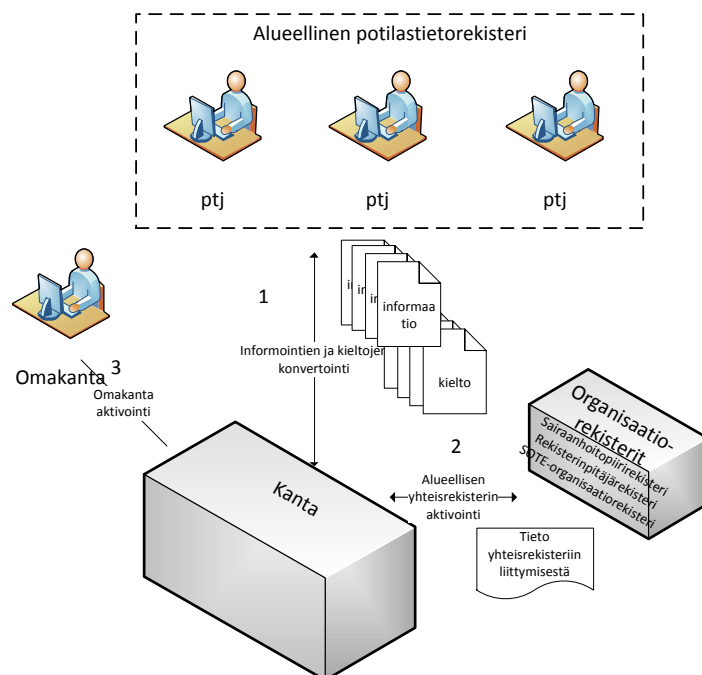 Alueellinen potilastietorekisteri
ptj
ptj
ptj
1
informaa
tio
Informointien ja kieltojen
konvertointi
kielto
Omakanta
3
Omakanta
aktivointi
2
Alueellisen
yhteisrekisterin
aktivointi
Organisaatio-
rekisterit
Sairaanhoitopiirirekisteri
Rekisterinpitäjärekisteri
SOTE-organisaatiorekisteri
Kanta
Tieto
yhteisrekisteriin
liittymisestä